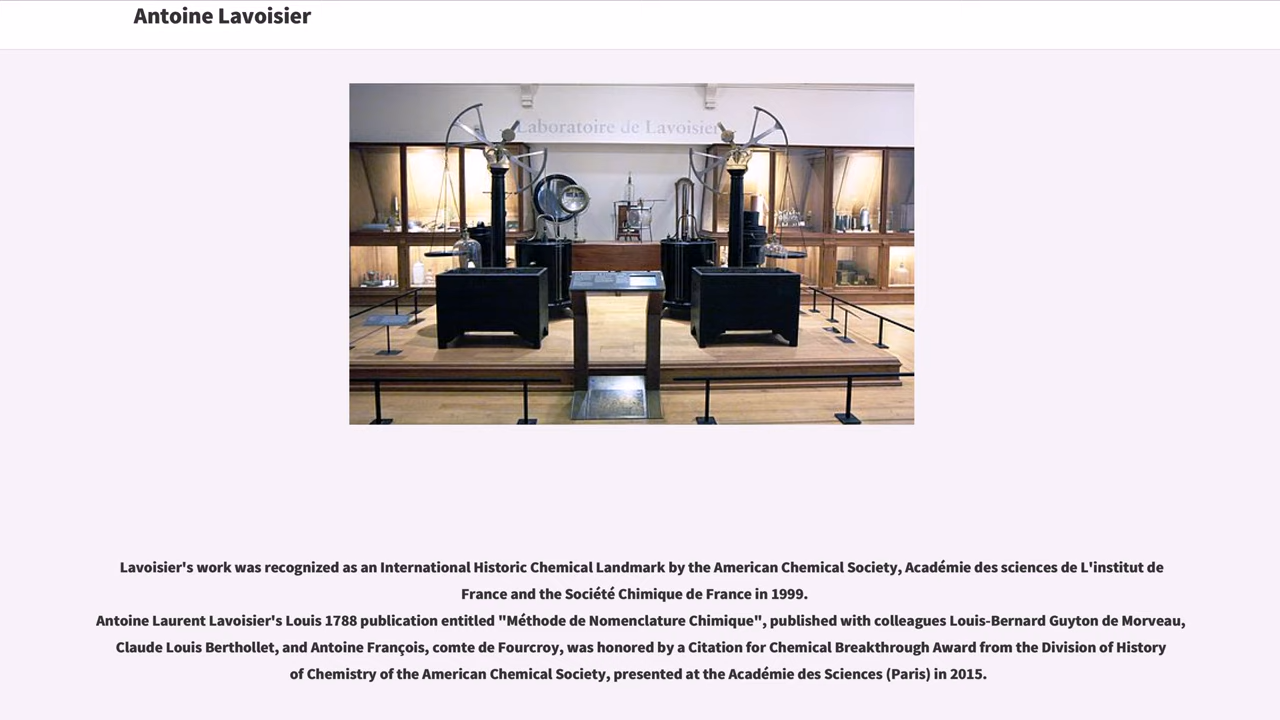 Antoine Lavoisier
Laboratoire de Lavoisier
Lavoisier's work was recognized as an International Historic Chemical Landmark by the American Chemical Society, Académie des sciences de L'institut de
France and the Société Chimique de France in 1999.
Antoine Laurent Lavoisier's Louis 1788 publication entitled "Méthode de Nomenclature Chimique", published with colleagues Louis-Bernard Guyton de Morveau,
Claude Louis Berthollet, and Antoine François, comte de Fourcroy, was honored by a Citation for Chemical Breakthrough Award from the Division of History
of Chemistry of the American Chemical Society, presented at the Académie des Sciences (Paris) in 2015.